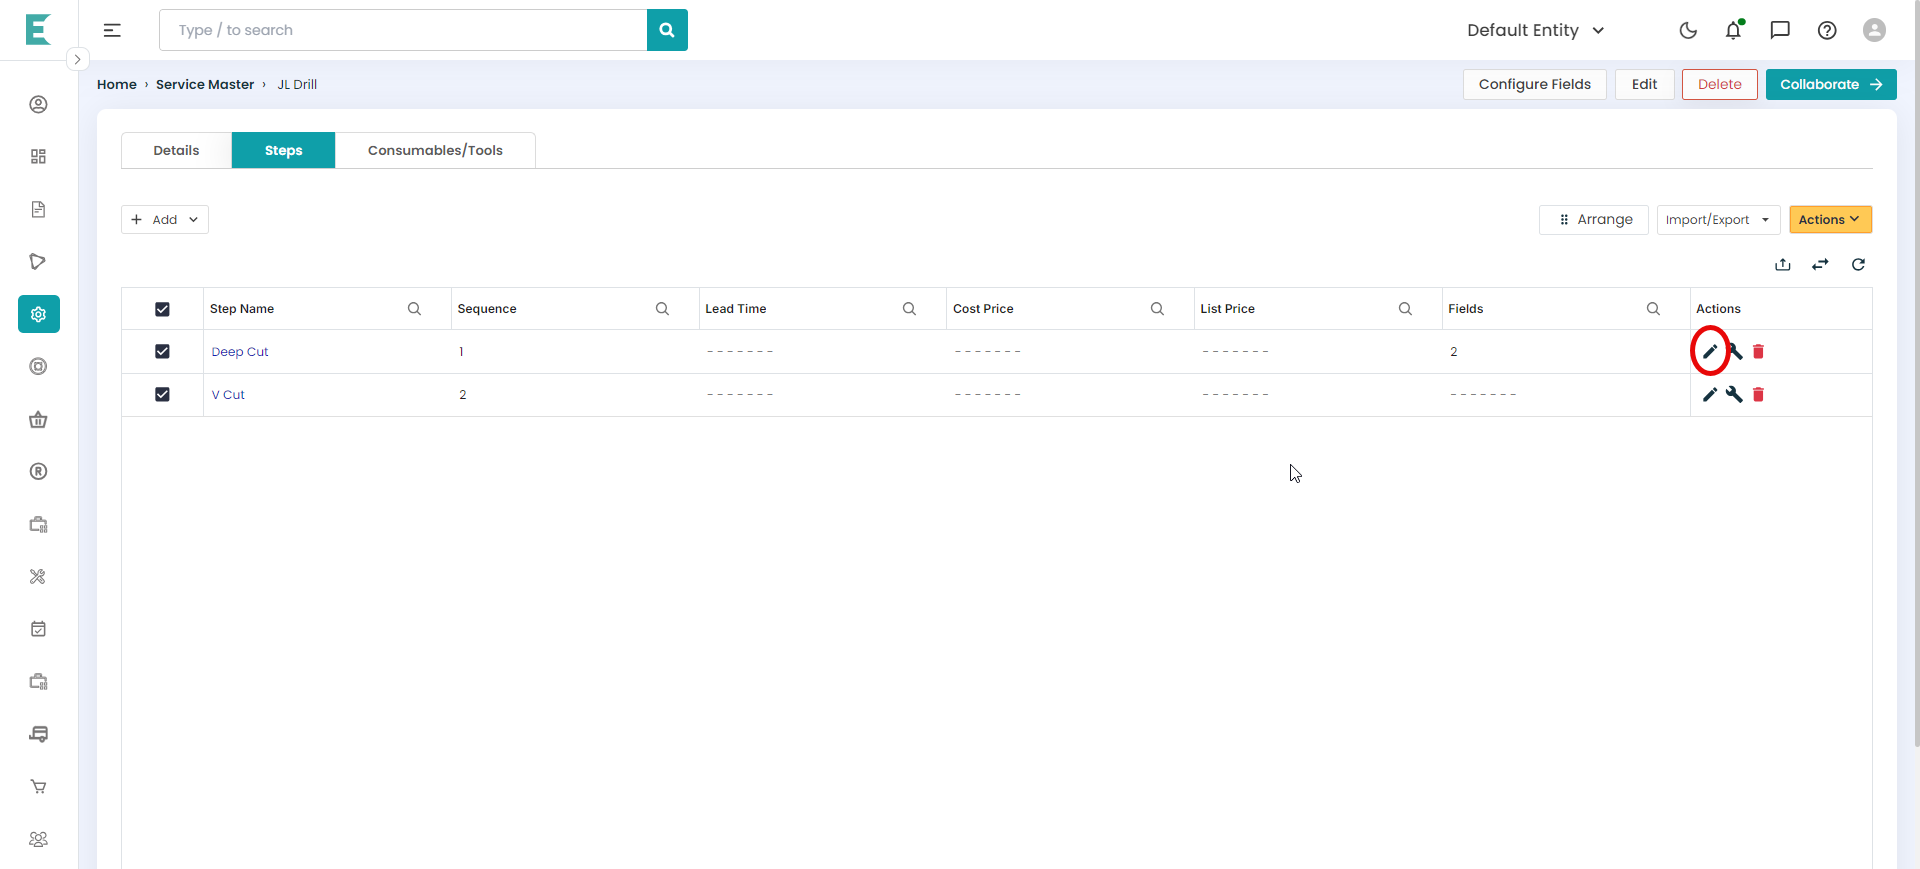 Type / to search
Default Entity
Home › Service Master › JL Drill
Configure Fields
Edit
Delete
Collaborate
Details
Steps
Consumables/Tools
Add
Arrange
Import/Export
Actions
Step Name
Sequence
Lead Time
Cost Price
List Price
Fields
Actions
Deep Cut 1 ------- ------- ------- 2
V Cut 2 ------- ------- ------- -------